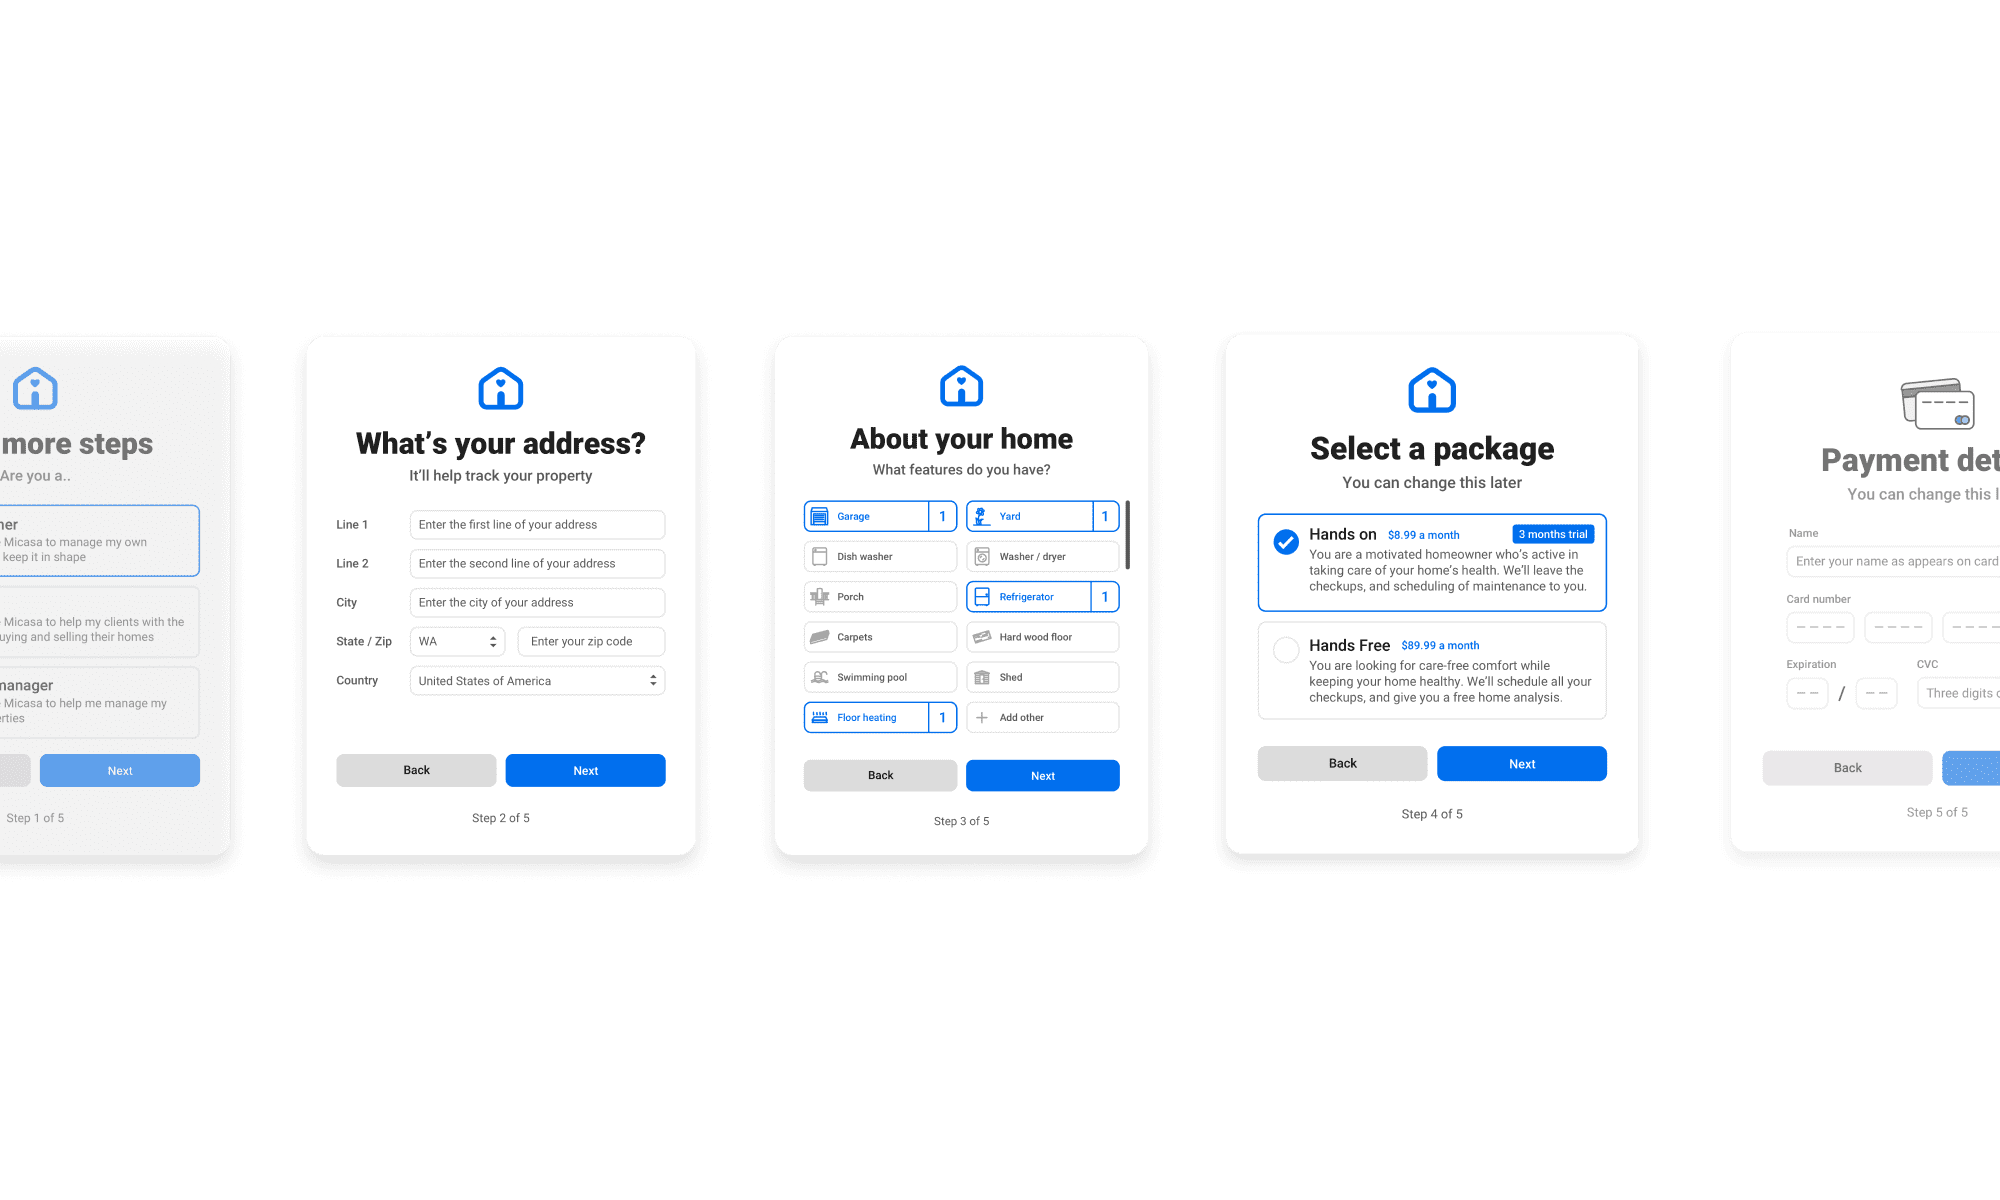 more steps
Are you a..
ner
Micasa to manage my own
keep it in shape
Micasa to help my clients with the
uying and selling their homes
manager
Micasa to help me manage my
erties
Next
Step 1 of 5
What's your address?
It'll help track your property
Line 1 Enter the first line of your address
Line 2 Enter the second line of your address
City Enter the city of your address
State / Zip WA Enter your zip code
Country United States of America
Back Next
Step 2 of 5
About your home
What features do you have?
Garage 1 Yard 1
Dish washer Washer / dryer
Porch Refrigerator 1
Carpets Hard wood floor
Swimming pool Shed
Floor heating 1 Add other
Back Next
Step 3 of 5
Select a package
You can change this later
Hands on $8.99 a month 3 months trial
You are a motivated homeowner who's active in
taking care of your home's health. We'll leave the
checkups, and scheduling of maintenance to you.
Hands Free $89.99 a month
You are looking for care-free comfort while
keeping your home healthy. We'll schedule all your
checkups, and give you a free home analysis.
Back Next
Step 4 of 5
Payment det
You can change this l
Name
Enter your name as appears on card
Card number
Expiration CVC
/ Three digits o
Back
Step 5 of 5